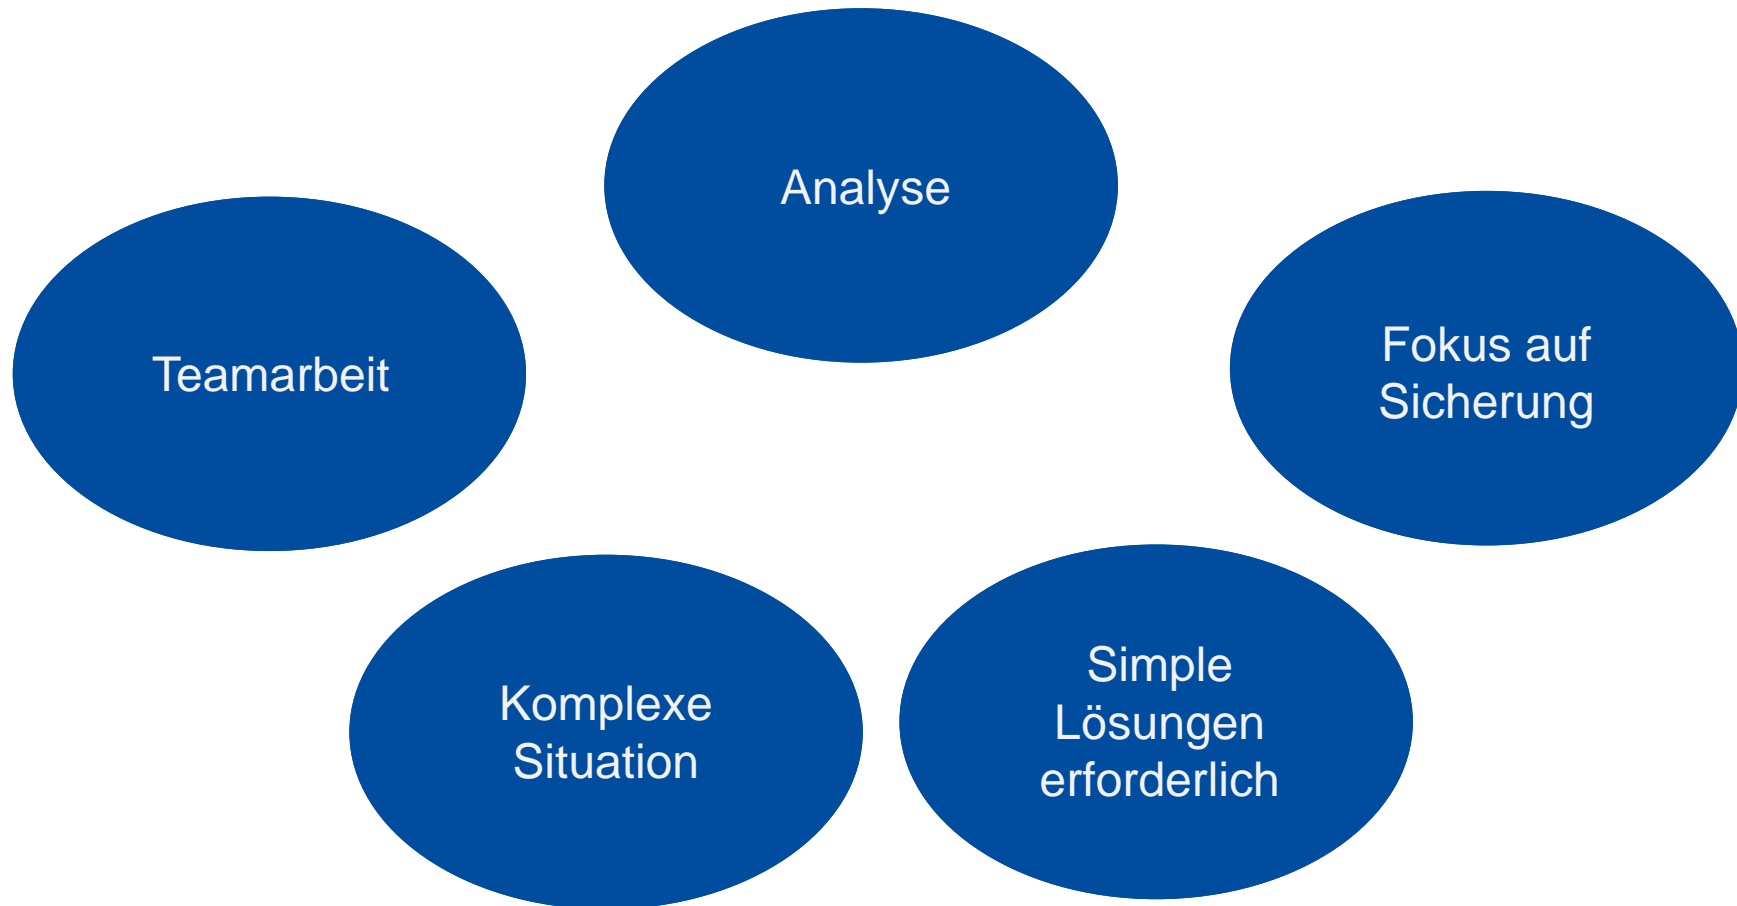 Analyse
Teamarbeit
Fokus auf
Sicherung
Komplexe
Situation
Simple
Lösungen
erforderlich